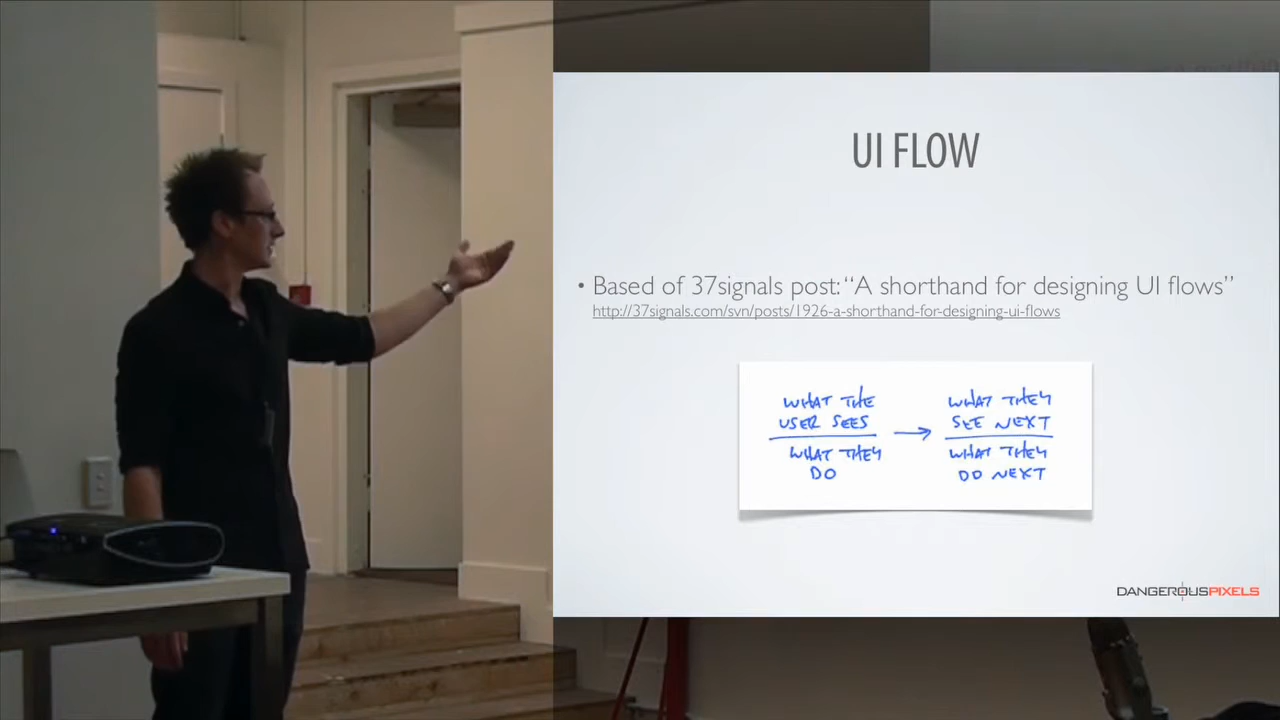 UI FLOW
• Based of 37signals post: “A shorthand for designing UI flows”
http://37signals.com/svn/posts/1926-a-shorthand-for-designing-ui-flows
WHAT THE
USER SEES
WHAT THEY
DO
→
WHAT THEY
SEE NEXT
WHAT THEY
DO NEXT
DANGEROUSPIXELS